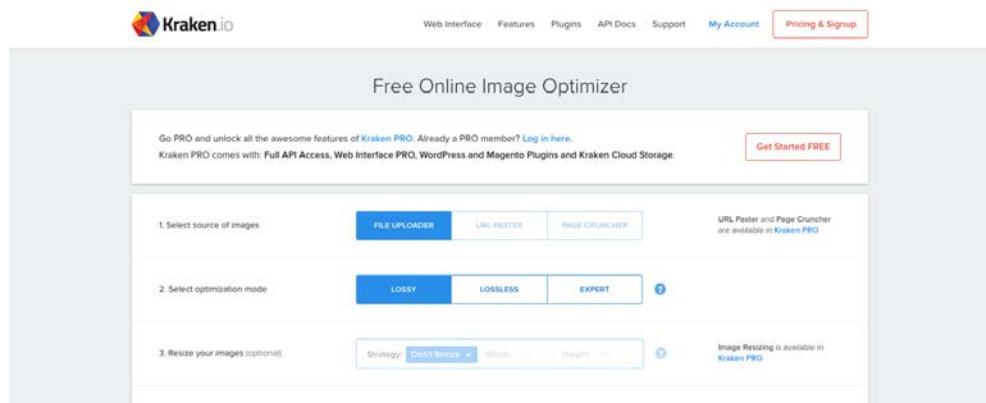 Kraken.io
Web Interface Features Plugins API Docs Support My Account Pricing & Signup
Free Online Image Optimizer
Go PRO and unlock all the awesome features of Kraken PRO. Already a PRO member? Log in here.
Kraken PRO comes with: Full API Access, Web Interface PRO, WordPress and Magento Plugins and Kraken Cloud Storage.
Get Started FREE
1. Select source of images
FILE UPLOADER URL PASTER PAGE CRUNCHER
URL Paster and Page Cruncher
are available in Kraken PRO
2. Select optimization mode
LOSSY LOSSLESS EXPERT ?
3. Resize your images (optional)
Strategy: Don't Resize Width: Height: ?
Image Resizing is available in
Kraken PRO